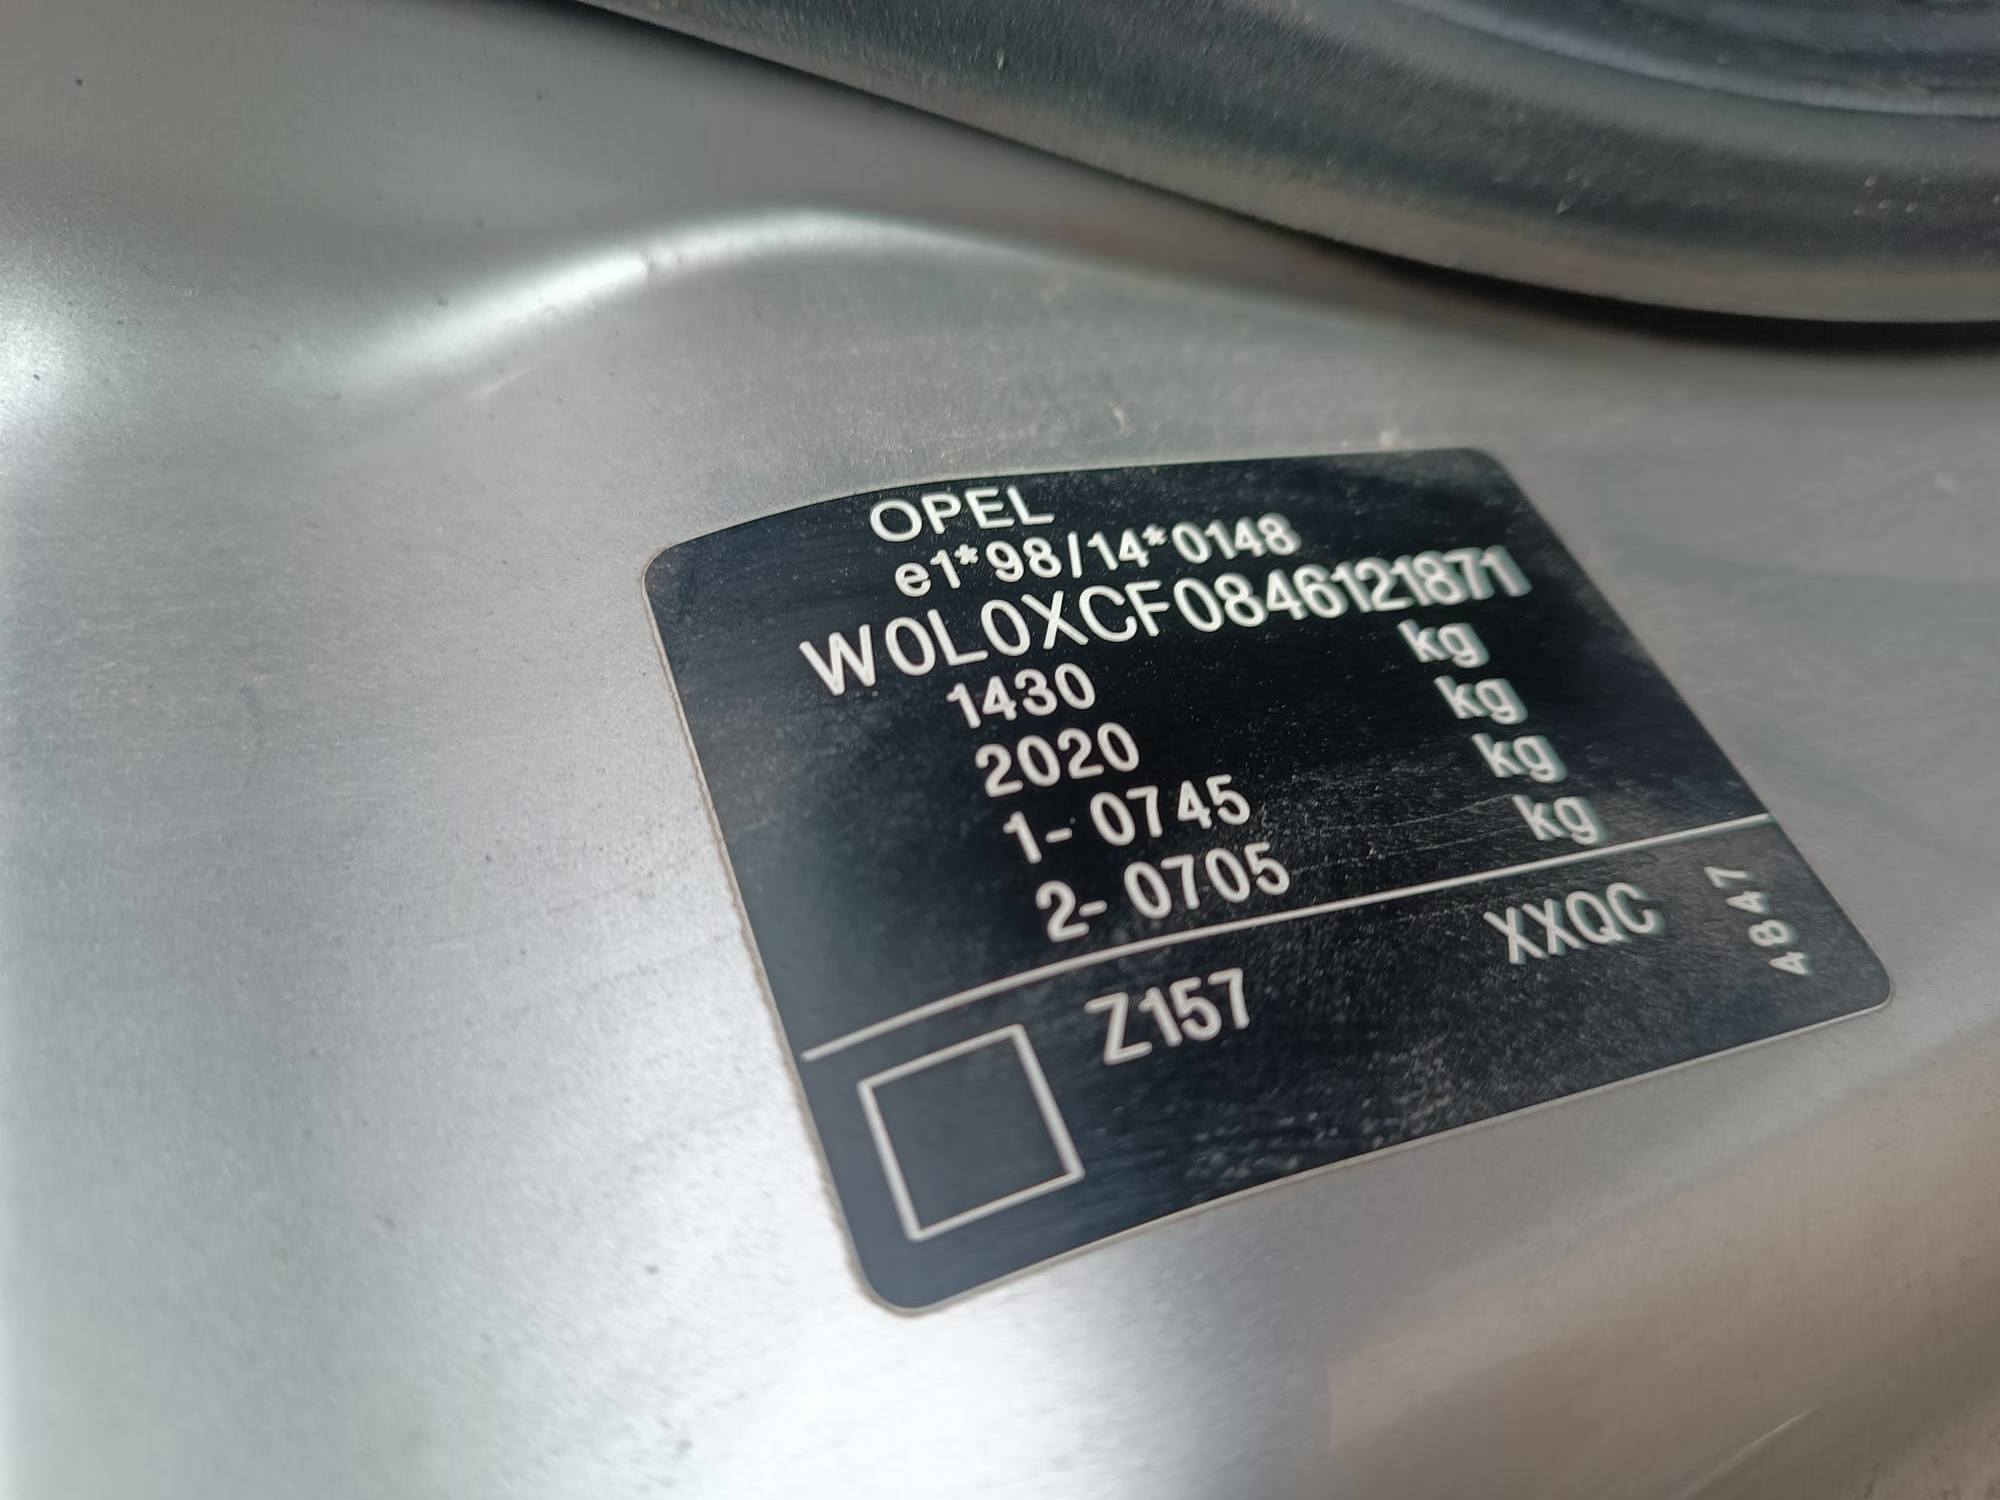 OPEL
e1*98/14*0148
W0L0XCF0846121871
1430 kg
2020 kg
1- 0745 kg
2- 0705 kg
Z157 XXQC
4847